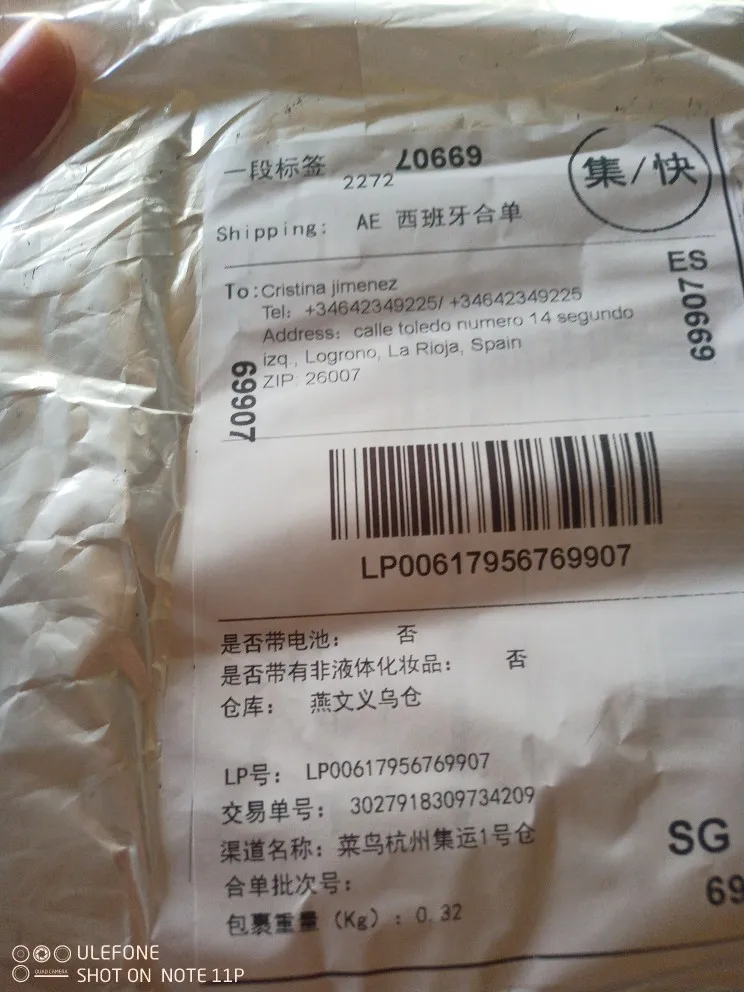 一段标签 2272 69907
集/快
Shipping: AE 西班牙合单
ES
To: Cristina jimenez
Tel: +34642349225/ +34642349225
Address: calle toledo numero 14 segundo
izq., Logrono, La Rioja, Spain
ZIP: 26007
69907
69907
LP00617956769907
是否带电池: 否
是否带有非液体化妆品: 否
仓库: 燕文义乌仓
LP号: LP00617956769907
交易单号: 3027918309734209
渠道名称: 菜鸟杭州集运1号仓
合单批次号:
包裹重量 (Kg) : 0.32
SG
69
ULEFONE
QUAD CAMERA
SHOT ON NOTE 11P